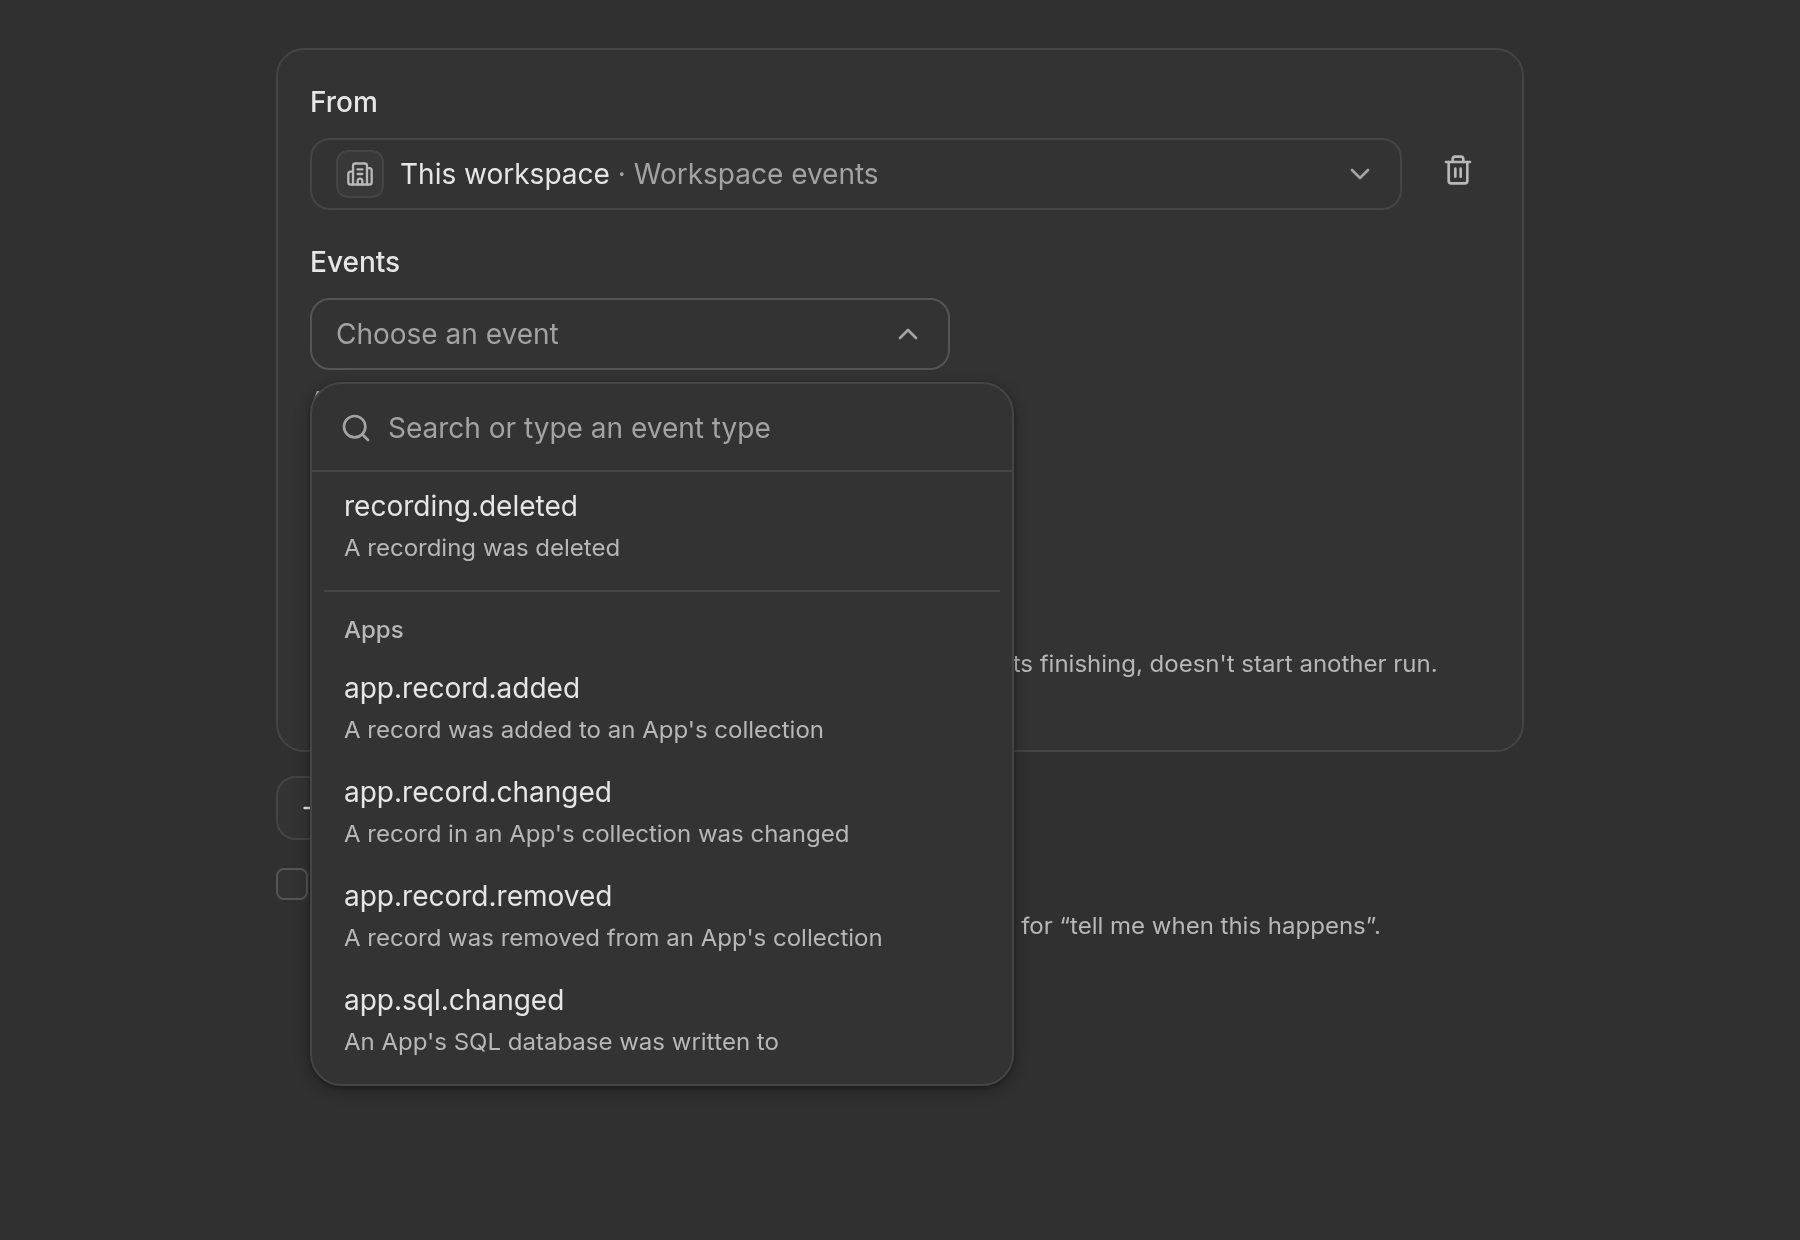 From
This workspace · Workspace events
Events
Choose an event
Search or type an event type
recording.deleted
A recording was deleted
Apps
app.record.added
A record was added to an App's collection
app.record.changed
A record in an App's collection was changed
app.record.removed
A record was removed from an App's collection
app.sql.changed
An App's SQL database was written to
finishing, doesn't start another run.
for “tell me when this happens”.